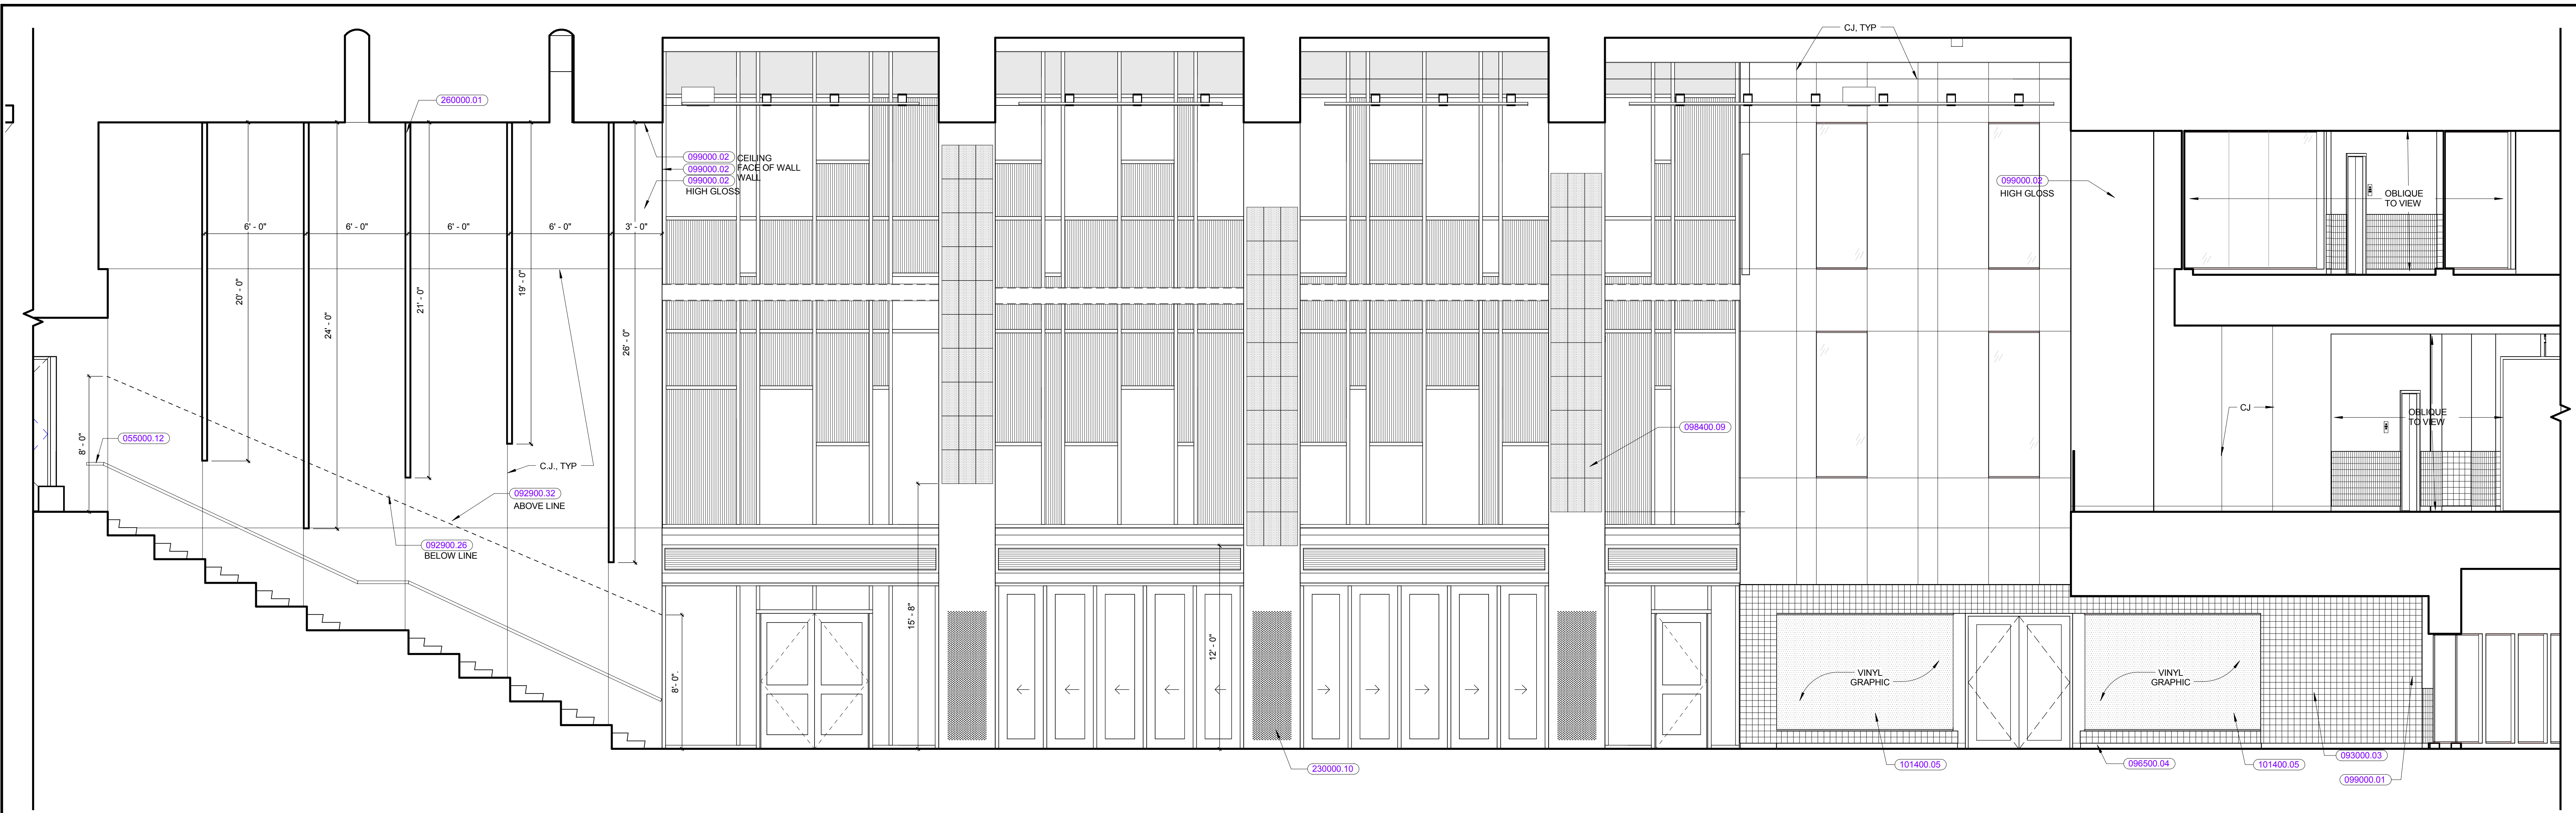 CJ, TYP
260000.01
099000.02 CEILING
099000.02 FACE OF WALL
099000.02 WALL
HIGH GLOSS
099000.02
HIGH GLOSS
OBLIQUE
TO VIEW
6' - 0"
6' - 0"
6' - 0"
6' - 0"
3' - 0"
20' - 0"
24' - 0"
21' - 0"
19' - 0"
26' - 0"
8' - 0"
055000.12
C.J., TYP
092900.32
ABOVE LINE
092900.26
BELOW LINE
098400.09
CJ
OBLIQUE
TO VIEW
8'- 0"
15' - 8"
12' - 0"
VINYL
GRAPHIC
VINYL
GRAPHIC
230000.10
101400.05
096500.04
101400.05
093000.03
099000.01